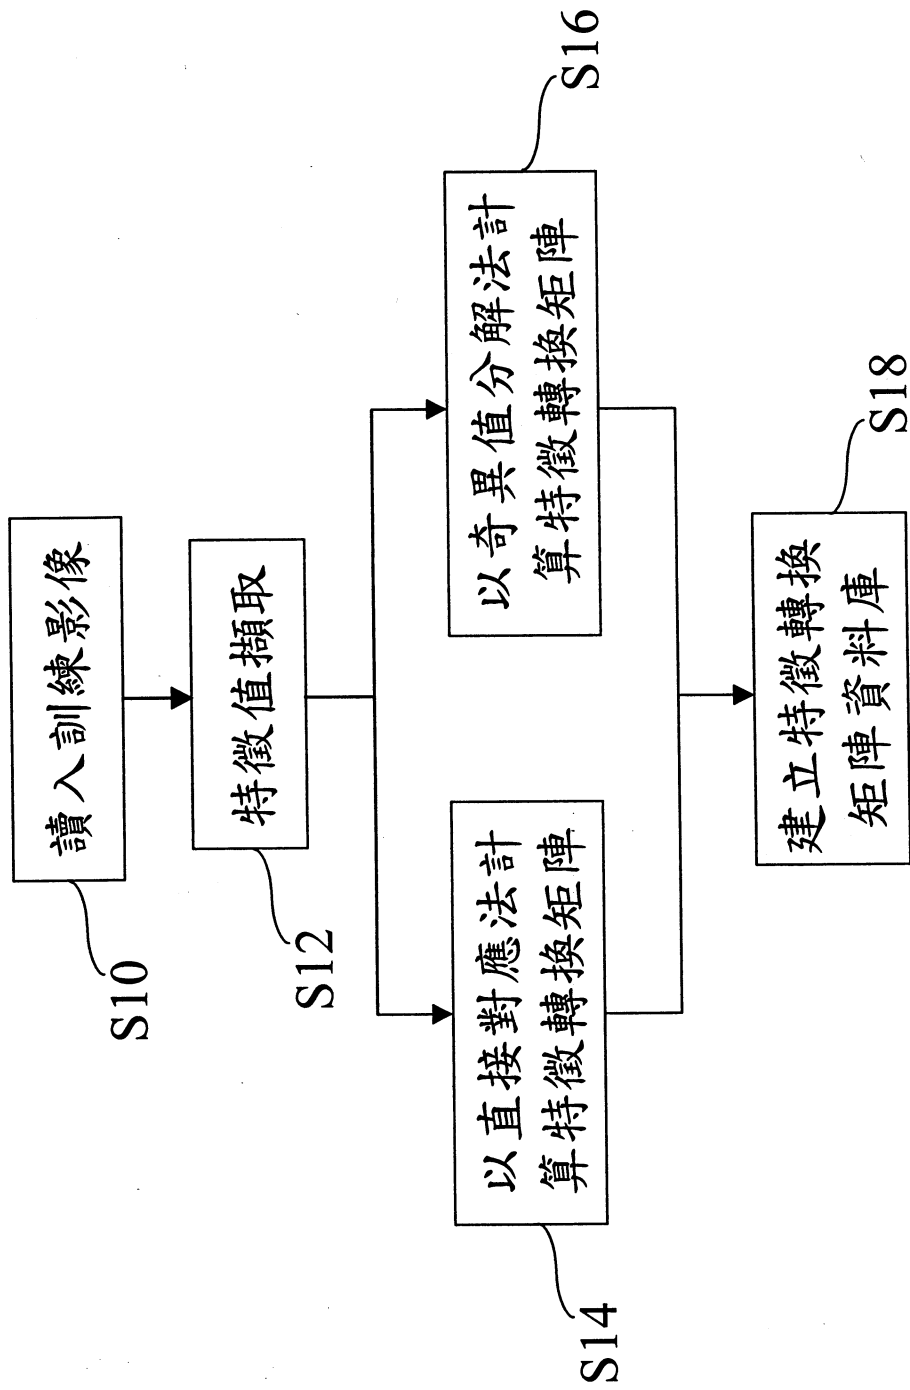 讀入訓練影像
S10
特徵值擷取
S12
以直接對應法計
算特徵轉換矩陣
S14
以奇異值分解法計
算特徵轉換矩陣
S16
建立特徵轉換
矩陣資料庫
S18